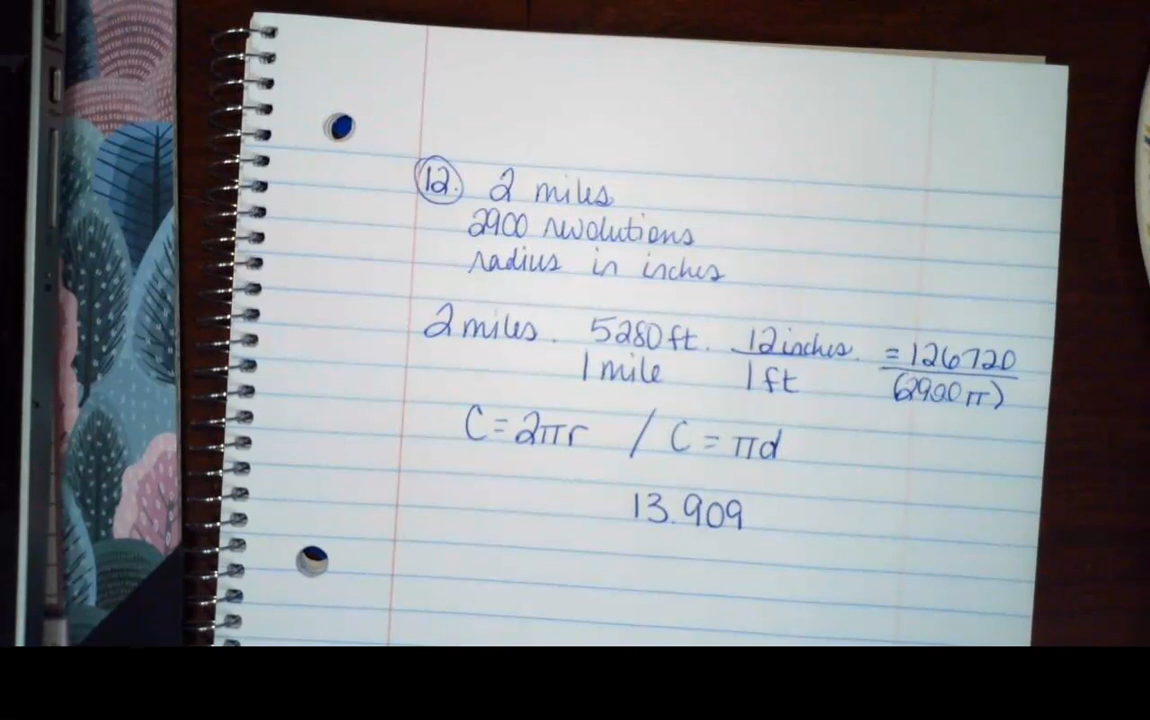 12. 2 miles
2900 revolutions
radius in inches
2 miles. 5280 ft. 12 inches. = 126720
1 mile 1 ft (2900 π)
C = 2πr / C = πd
13.909